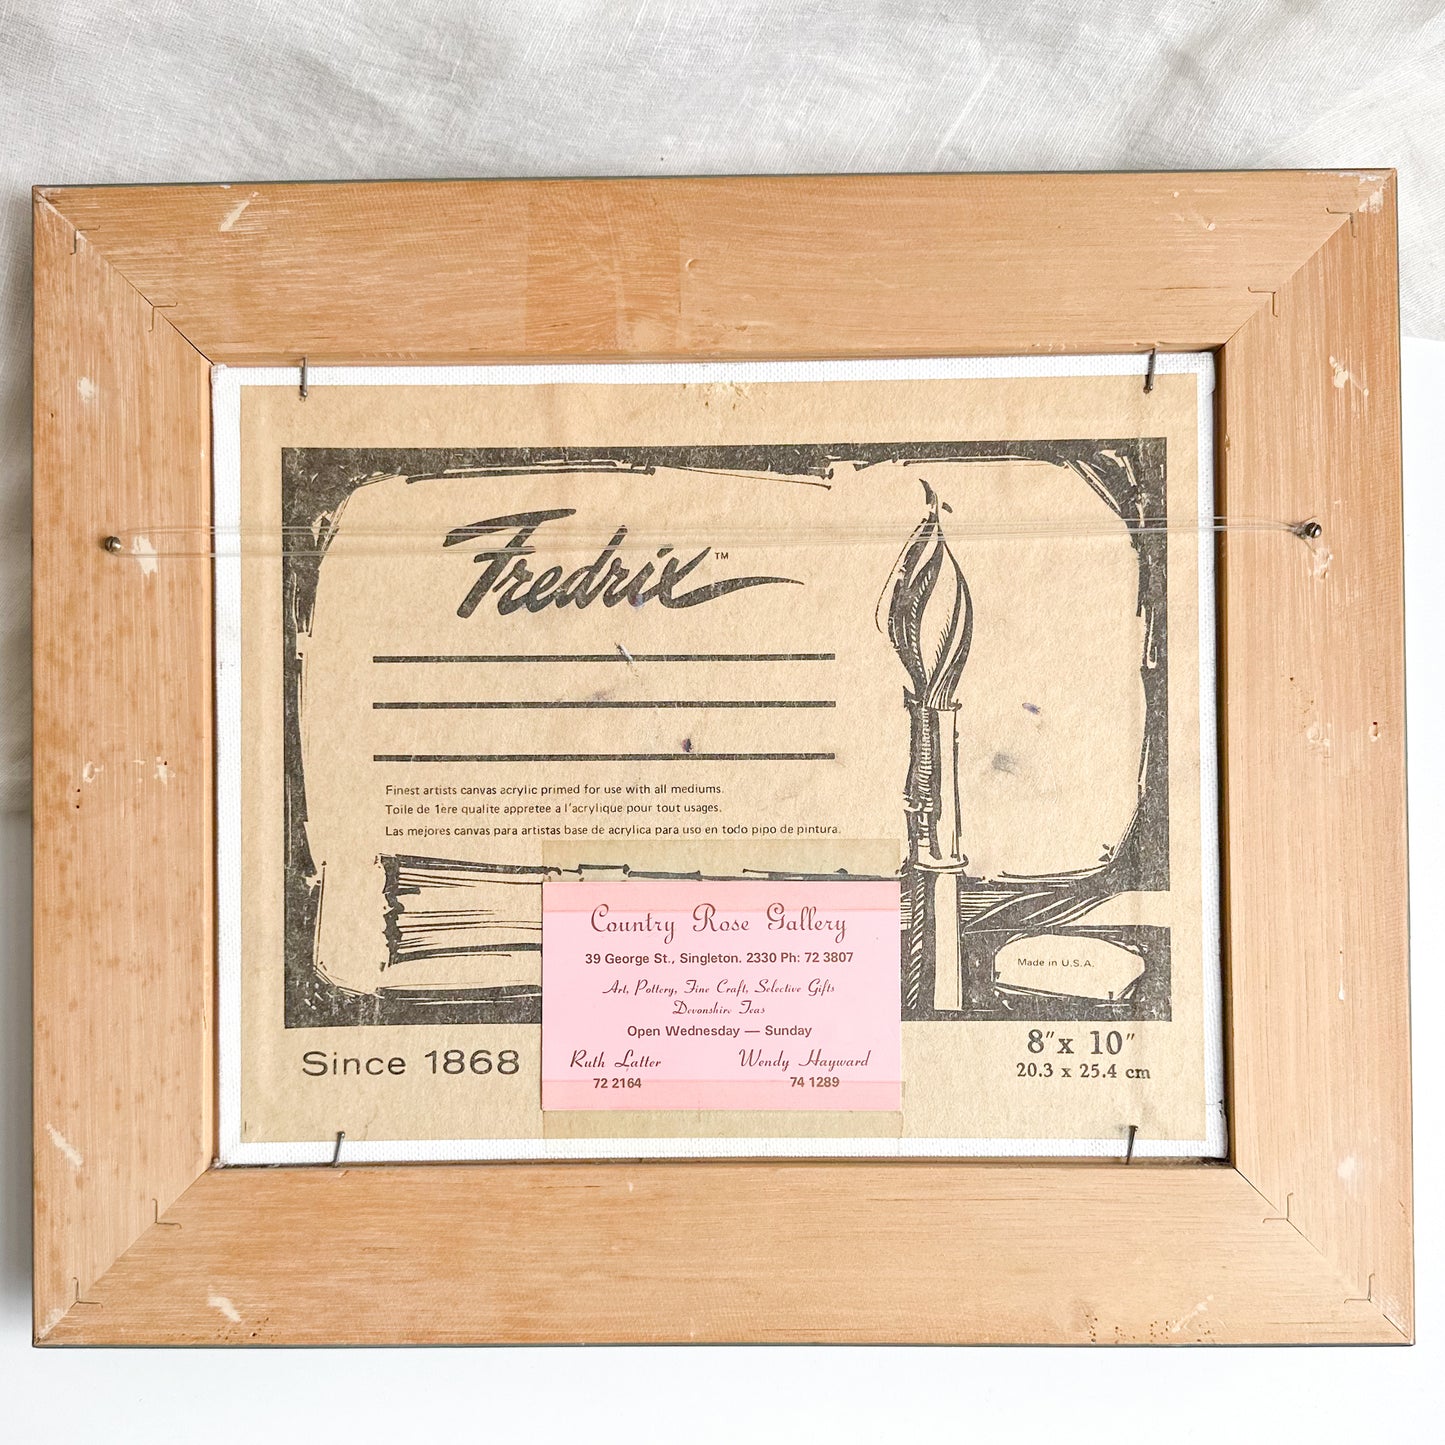 Fredrix™
Finest artists canvas acrylic primed for use with all mediums.
Toile de 1ère qualite appretee a l'acrylique pour tout usages.
Las mejores canvas para artistas base de acrylica para uso en todo pipo de pintura.
Made in U.S.A.
Since 1868
8" x 10"
20.3 x 25.4 cm
Country Rose Gallery
39 George St., Singleton. 2330 Ph: 72 3807
Art, Pottery, Fine Craft, Selective Gifts
Devonshire Teas
Open Wednesday — Sunday
Ruth Latter Wendy Hayward
72 2164 74 1289